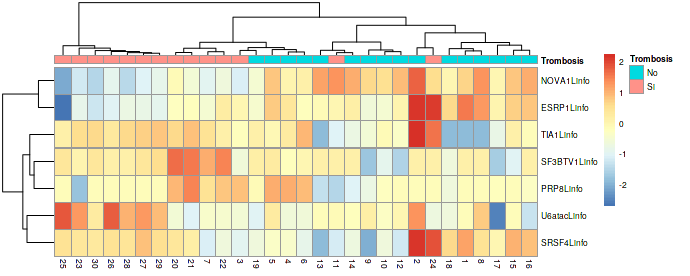 Trombosis
NOVA1Linfo
ESRP1Linfo
TIA1Linfo
SF3BTV1Linfo
PRP8Linfo
U6atacLinfo
SRSF4Linfo
25 23 30 26 28 27 29 20 21 7 22 3 19 5 4 6 13 11 14 9 10 12 2 24 18 1 8 17 15 16
2
1
0
-1
-2
Trombosis
No
SI